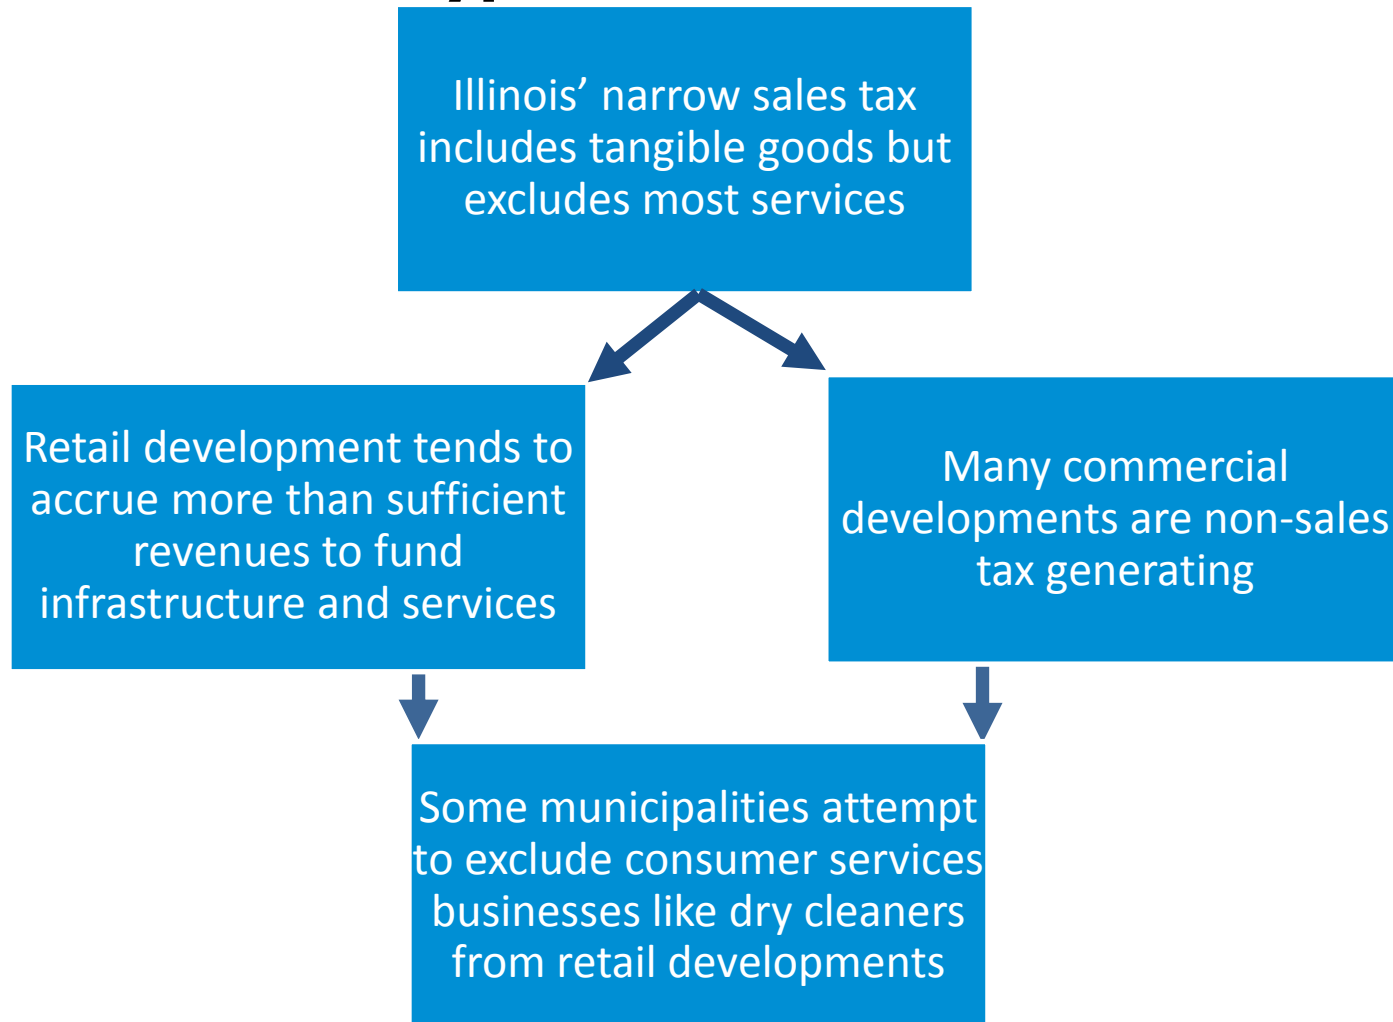 Illinois’ narrow sales tax
includes tangible goods but
excludes most services
Retail development tends to
accrue more than sufficient
revenues to fund
infrastructure and services
Many commercial
developments are non-sales
tax generating
Some municipalities attempt
to exclude consumer services
businesses like dry cleaners
from retail developments